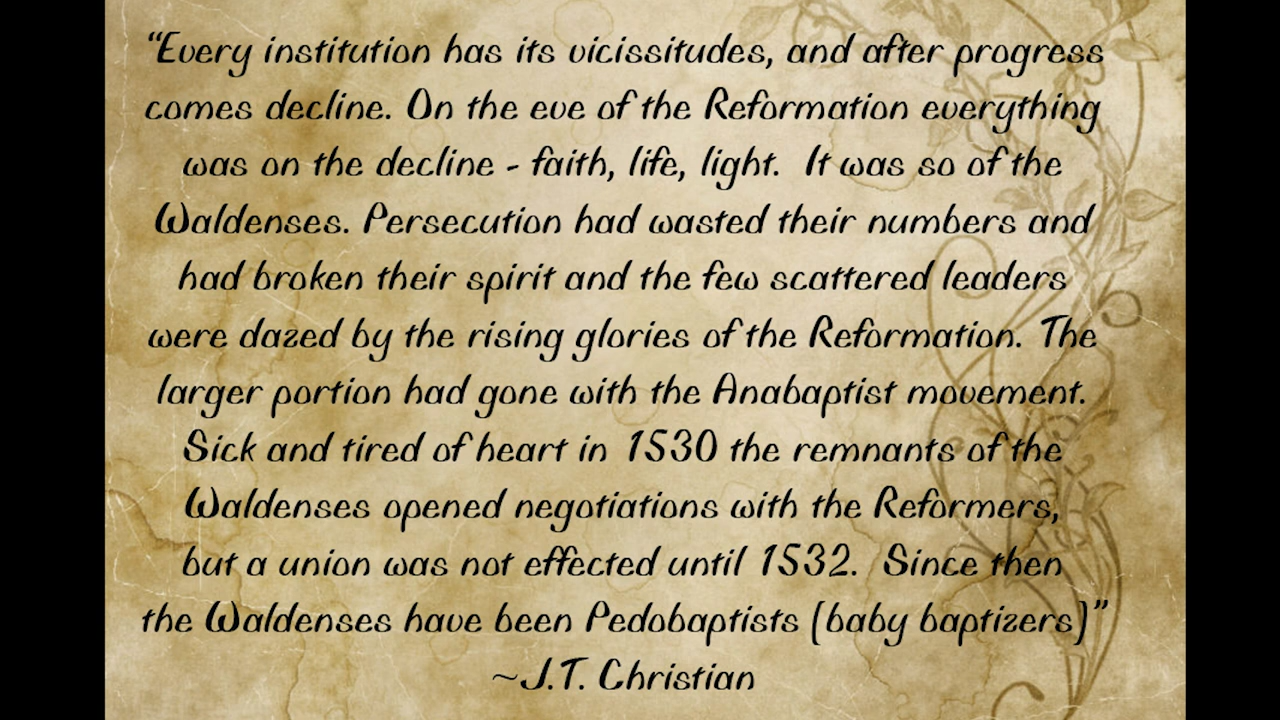 “Every institution has its vicissitudes, and after progress
comes decline. On the eve of the Reformation everything
was on the decline - faith, life, light. It was so of the
Waldenses. Persecution had wasted their numbers and
had broken their spirit and the few scattered leaders
were dazed by the rising glories of the Reformation. The
larger portion had gone with the Anabaptist movement.
Sick and tired of heart in 1530 the remnants of the
Waldenses opened negotiations with the Reformers,
but a union was not effected until 1532. Since then
the Waldenses have been Pedobaptists (baby baptizers)”
~J.T. Christian